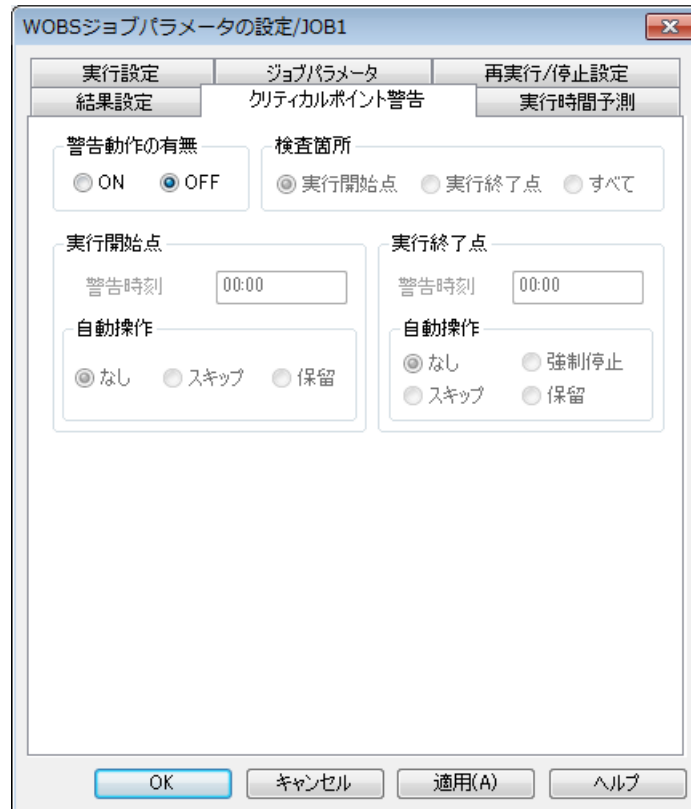 WOBSジョブパラメータの設定/JOB1
実行設定 ジョブパラメータ 再実行/停止設定
結果設定 クリティカルポイント警告 実行時間予測
警告動作の有無 検査箇所
ON OFF 実行開始点 実行終了点 すべて
実行開始点 実行終了点
警告時刻 00:00 警告時刻 00:00
自動操作 自動操作
なし スキップ 保留 なし 強制停止
スキップ 保留
OK キャンセル 適用(A) ヘルプ